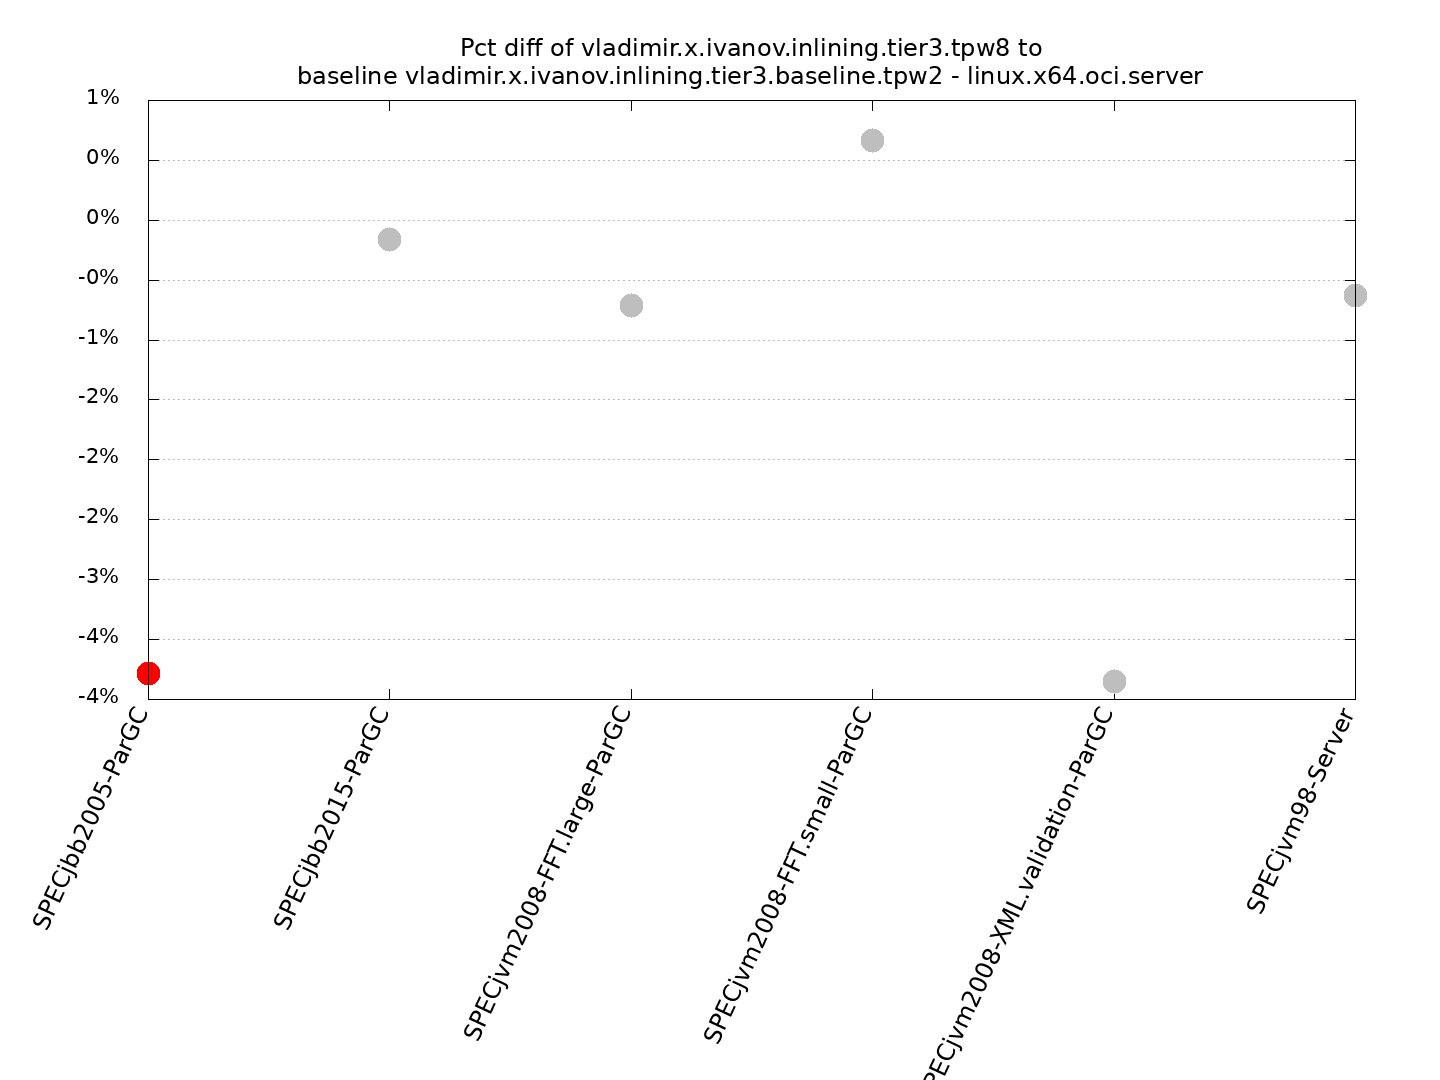 Pct diff of vladimir.x.ivanov.inlining.tier3.tpw8 to
baseline vladimir.x.ivanov.inlining.tier3.baseline.tpw2 - linux.x64.oci.server
1%
0%
0%
-0%
-1%
-2%
-2%
-2%
-3%
-4%
-4%
SPECjbb2005-ParGC
SPECjbb2015-ParGC
SPECjvm2008-FFT.large-ParGC
SPECjvm2008-FFT.small-ParGC
PECjvm2008-XML.validation-ParGC
SPECjvm98-Server